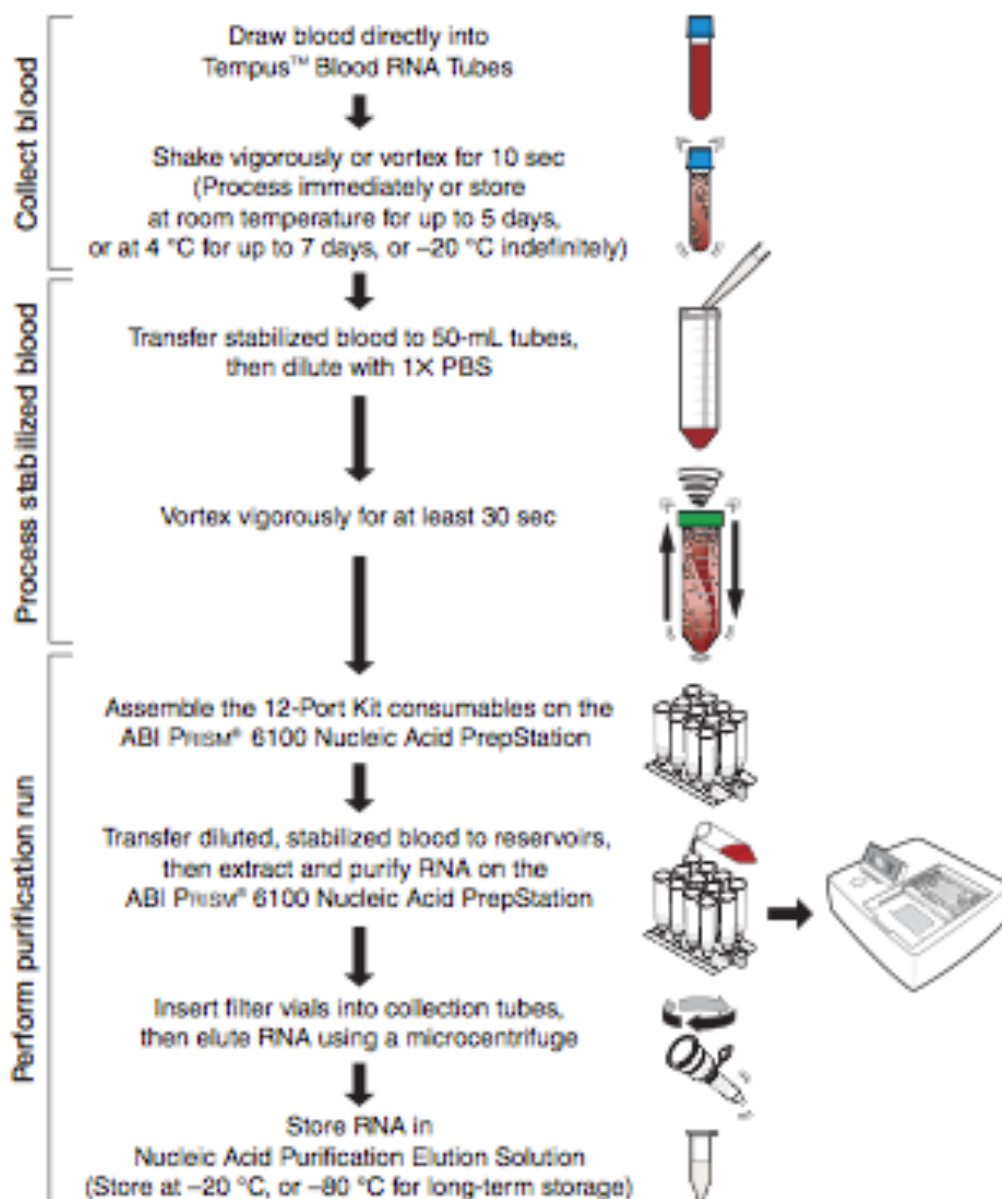 Collect blood
Draw blood directly into
Tempus™ Blood RNA Tubes
Shake vigorously or vortex for 10 sec
(Process immediately or store
at room temperature for up to 5 days,
or at 4 °C for up to 7 days, or –20 °C indefinitely)
Process stabilized blood
Transfer stabilized blood to 50-mL tubes,
then dilute with 1X PBS
Vortex vigorously for at least 30 sec
Perform purification run
Assemble the 12-Port Kit consumables on the
ABI PRISM® 6100 Nucleic Acid PrepStation
Transfer diluted, stabilized blood to reservoirs,
then extract and purify RNA on the
ABI PRISM® 6100 Nucleic Acid PrepStation
Insert filter vials into collection tubes,
then elute RNA using a microcentrifuge
Store RNA in
Nucleic Acid Purification Elution Solution
(Store at –20 °C, or –80 °C for long-term storage)